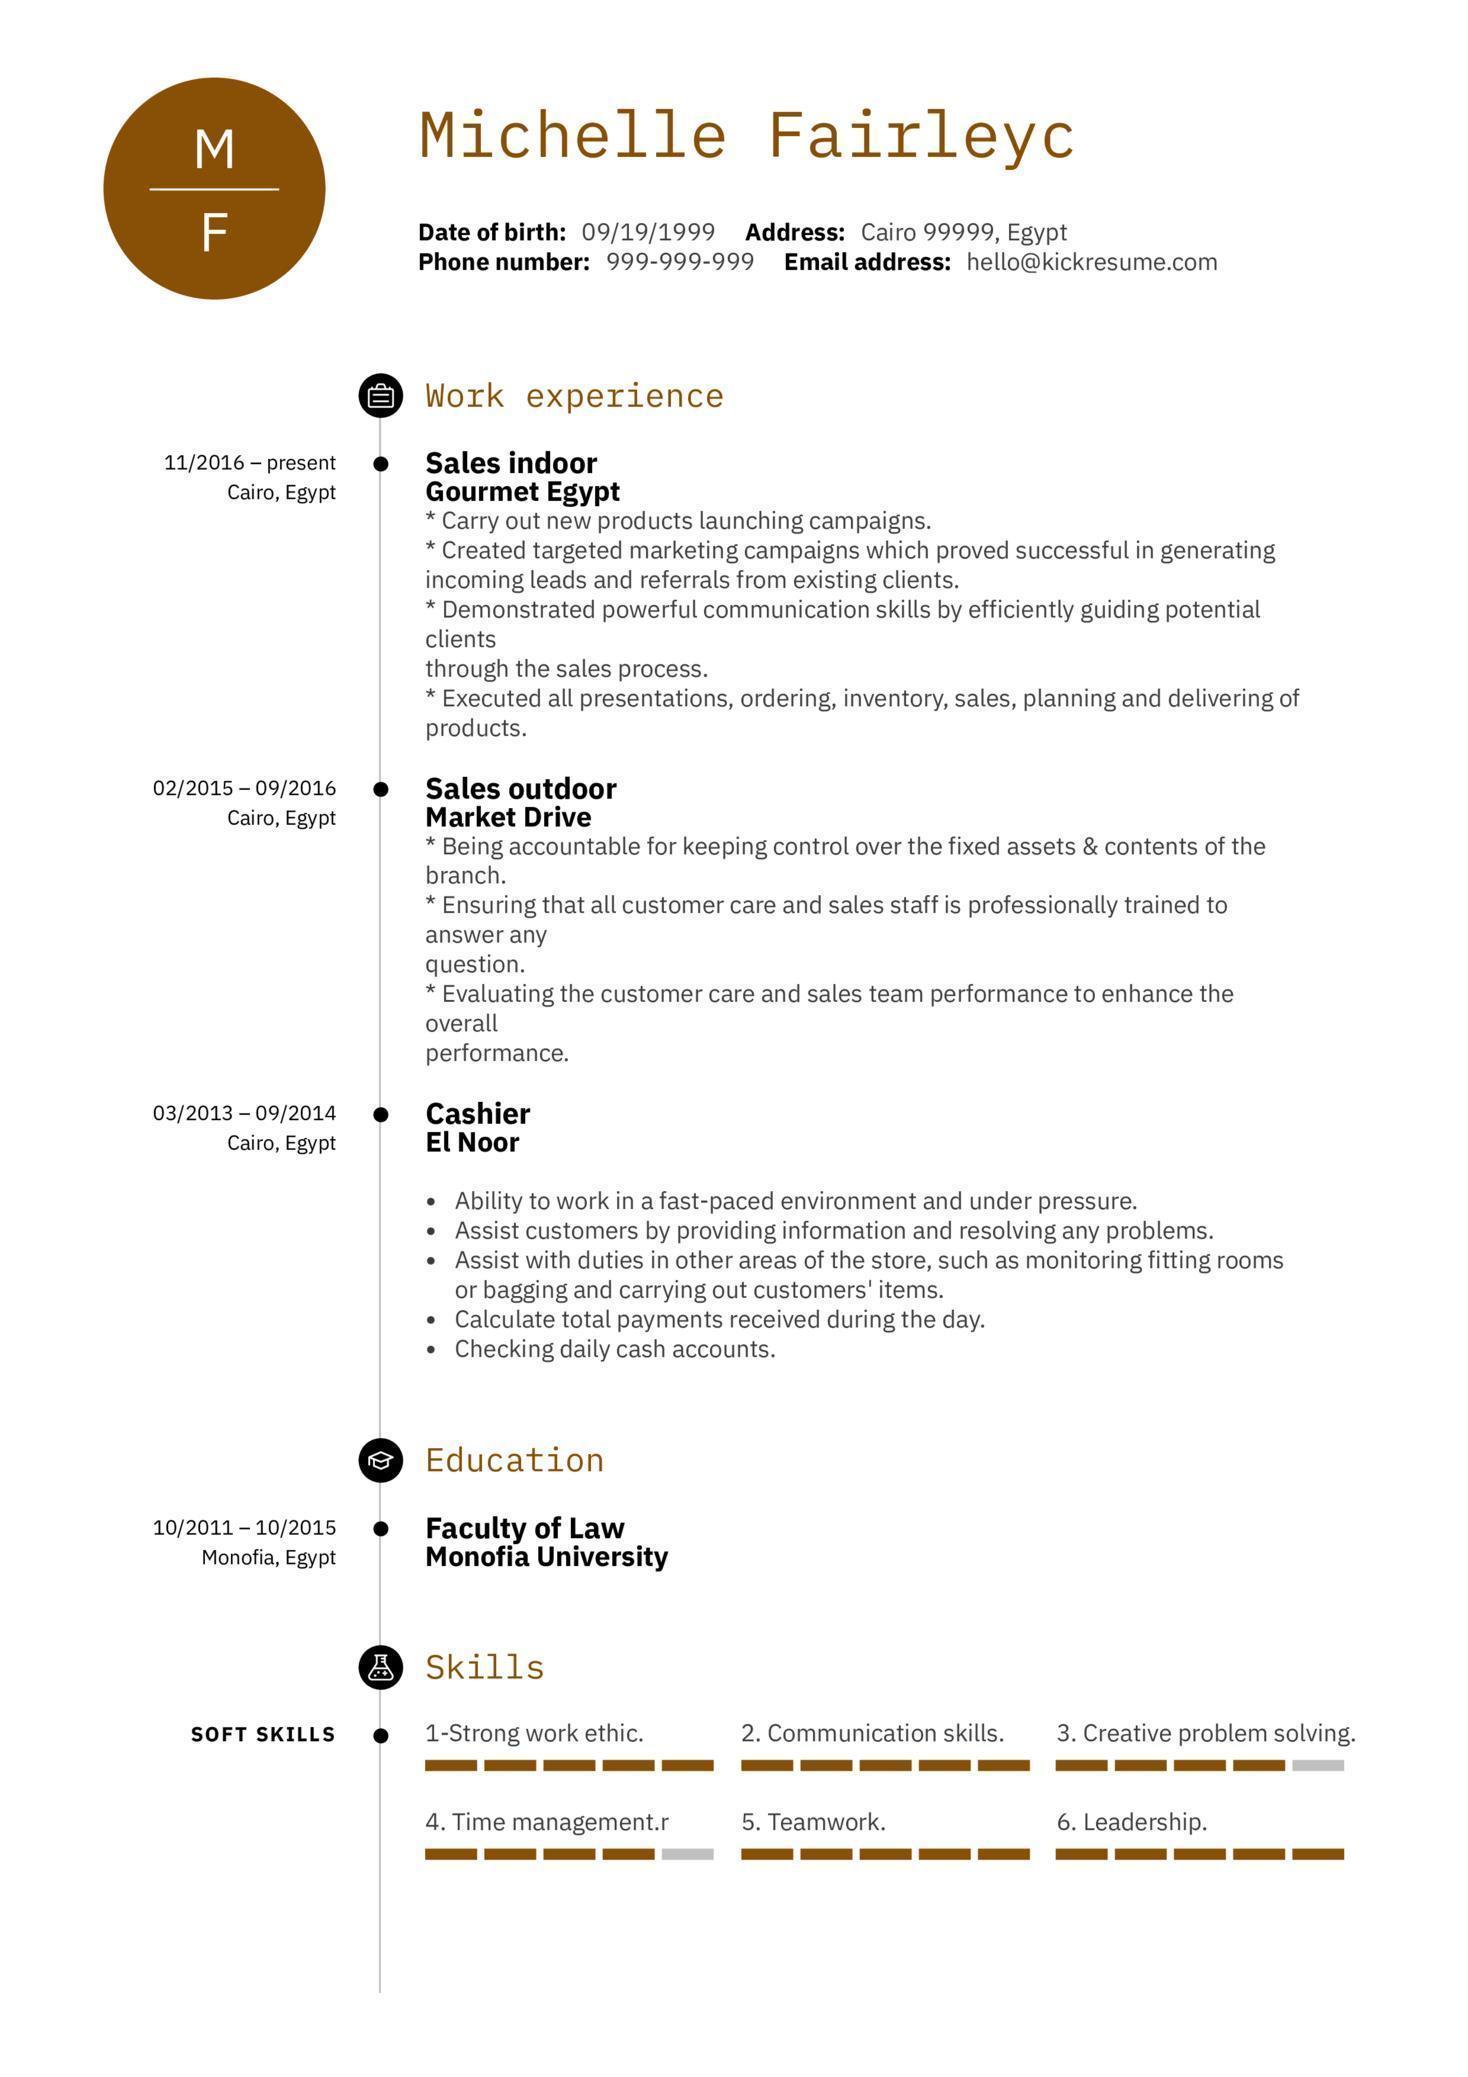 M
F
Michelle Fairleyc
Date of birth: 09/19/1999 Address: Cairo 99999, Egypt
Phone number: 999-999-999 Email address: hello@kickresume.com
Work experience
11/2016 – present
Cairo, Egypt
Sales indoor
Gourmet Egypt
* Carry out new products launching campaigns.
* Created targeted marketing campaigns which proved successful in generating
incoming leads and referrals from existing clients.
* Demonstrated powerful communication skills by efficiently guiding potential
clients
through the sales process.
* Executed all presentations, ordering, inventory, sales, planning and delivering of
products.
02/2015 – 09/2016
Cairo, Egypt
Sales outdoor
Market Drive
* Being accountable for keeping control over the fixed assets & contents of the
branch.
* Ensuring that all customer care and sales staff is professionally trained to
answer any
question.
* Evaluating the customer care and sales team performance to enhance the
overall
performance.
03/2013 – 09/2014
Cairo, Egypt
Cashier
El Noor
• Ability to work in a fast-paced environment and under pressure.
• Assist customers by providing information and resolving any problems.
• Assist with duties in other areas of the store, such as monitoring fitting rooms
or bagging and carrying out customers' items.
• Calculate total payments received during the day.
• Checking daily cash accounts.
Education
10/2011 – 10/2015
Monofia, Egypt
Faculty of Law
Monofia University
Skills
SOFT SKILLS
1-Strong work ethic. 2. Communication skills. 3. Creative problem solving.
4. Time management.r 5. Teamwork. 6. Leadership.